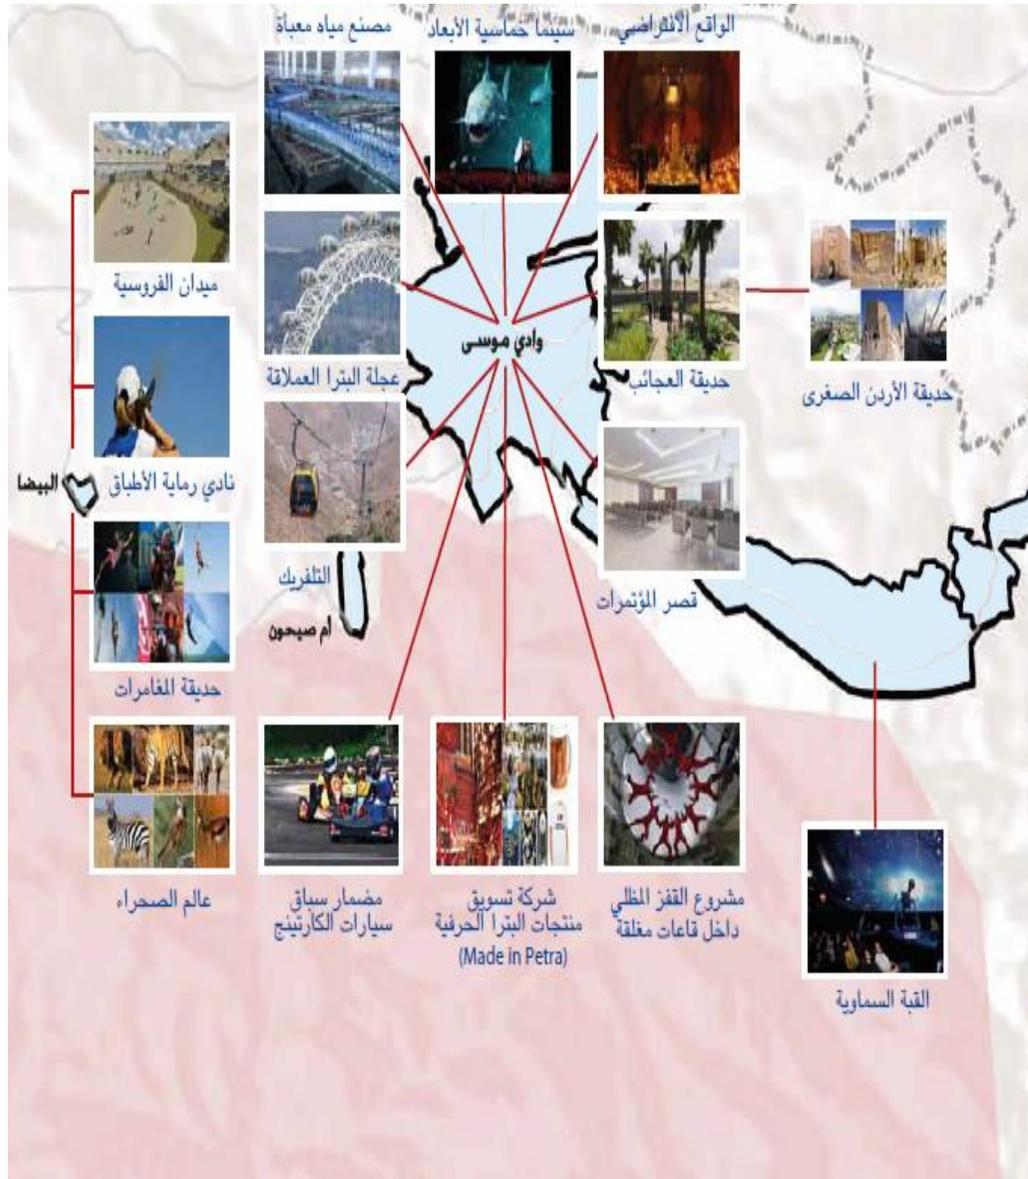 الواقع الافتراضي
سينما خماسية الأبعاد
مصنع مياه معبأة
ميدان الفروسية
وادي موسى
حديقة العجائب
عجلة البترا العملاقة
حديقة الأردن الصغرى
نادي رماية الأطباق
البيضا
التلفريك
قصر المؤتمرات
أم صيحون
حديقة المغامرات
مشروع القفز المظلي
داخل قاعات مغلقة
شركة تسويق
منتجات البترا الحرفية
(Made in Petra)
مضمار سباق
سيارات الكارتينج
عالم الصحراء
القبة السماوية